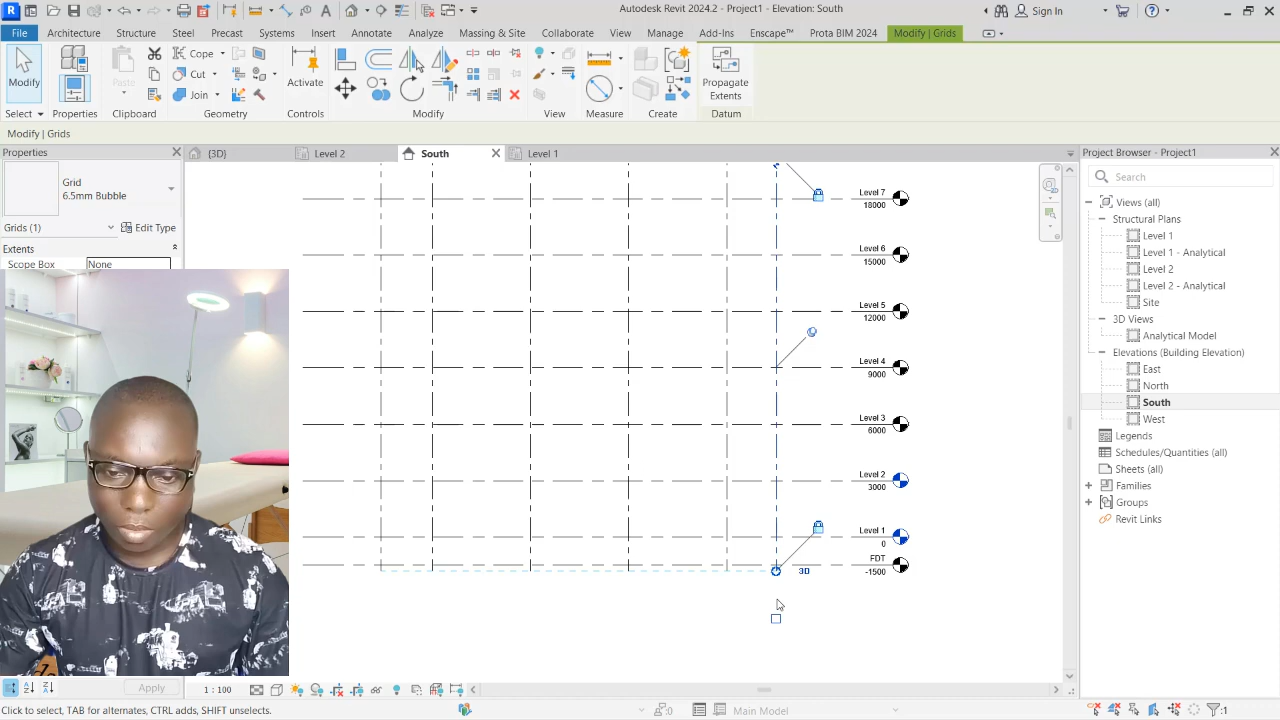 Autodesk Revit 2024.2 - Project1 - Elevation: South
Sign In
File
Architecture
Structure
Steel
Precast
Systems
Insert
Annotate
Analyze
Massing & Site
Collaborate
View
Manage
Add-Ins
Enscape™
Prota BIM 2024
Modify | Grids
Modify
Properties
Paste
Cope
Cut
Join
Activate
Propagate
Extents
Select
Properties
Clipboard
Geometry
Controls
Modify
View
Measure
Create
Datum
Modify | Grids
Properties
{3D}
Level 2
South
Level 1
Project Browser - Project1
Grid
6.5mm Bubble
Grids (1)
Edit Type
Extents
Scope Box
None
Apply
Level 7
18000
Level 6
15000
Level 5
12000
Level 4
9000
Level 3
6000
Level 2
3000
Level 1
0
FDT
-1500
3D
Search
Views (all)
Structural Plans
Level 1
Level 1 - Analytical
Level 2
Level 2 - Analytical
Site
3D Views
Analytical Model
Elevations (Building Elevation)
East
North
South
West
Legends
Schedules/Quantities (all)
Sheets (all)
Families
Groups
Revit Links
1 : 100
Click to select, TAB for alternates, CTRL adds, SHIFT unselects.
:0
Main Model
:1